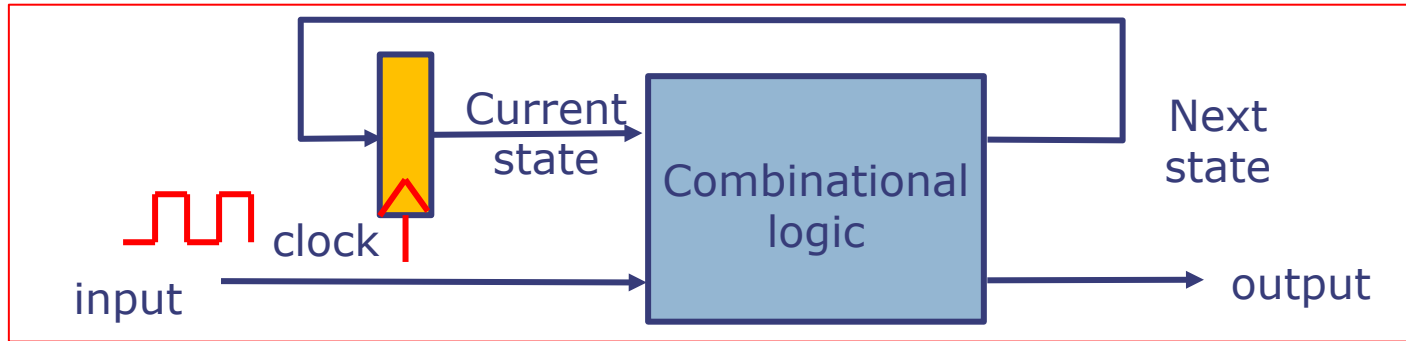 Current
state
Next
state
Combinational
logic
clock
input
output